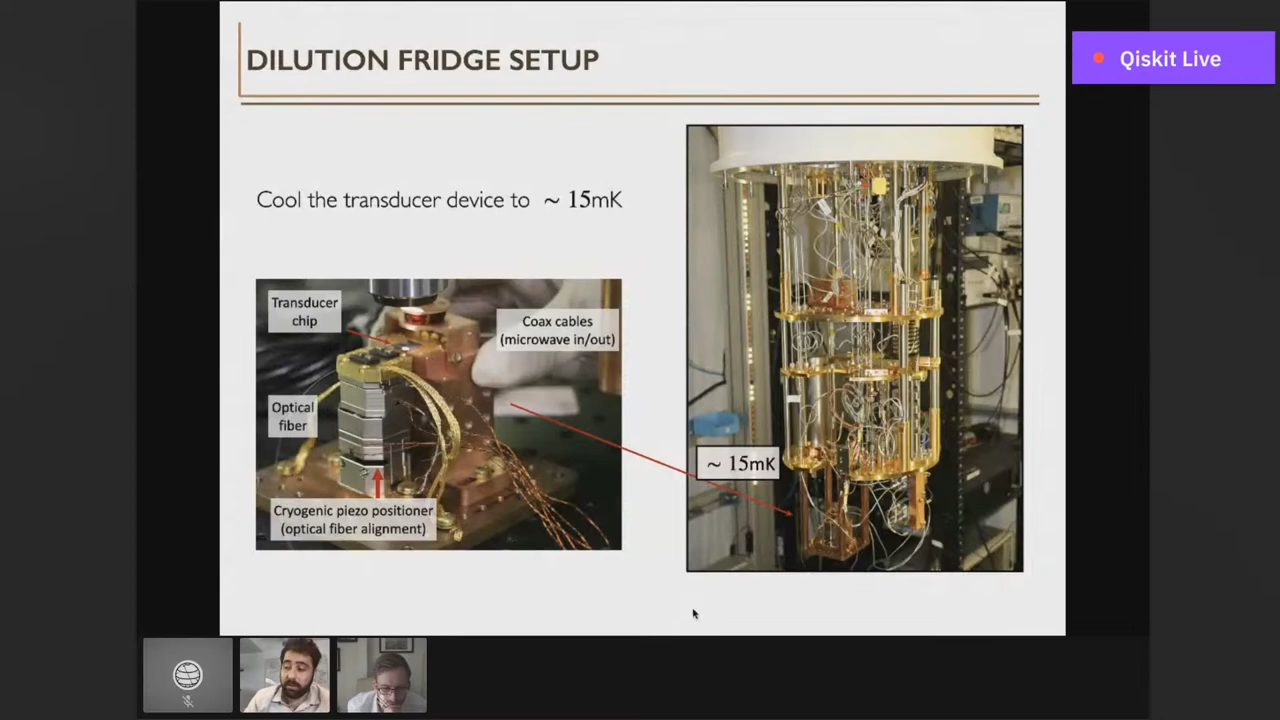 DILUTION FRIDGE SETUP
Qiskit Live
Cool the transducer device to ~ 15mK
Transducer
chip
Coax cables
(microwave in/out)
Optical
fiber
~ 15mK
Cryogenic piezo positioner
(optical fiber alignment)